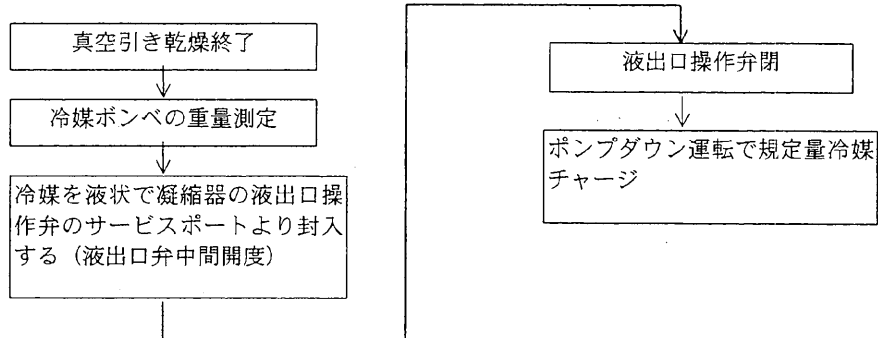 真空引き乾燥終了
冷媒ボンベの重量測定
冷媒を液状で凝縮器の液出口操
作弁のサービスポートより封入
する（液出口弁中間開度）
液出口操作弁閉
ポンプダウン運転で規定量冷媒
チャージ